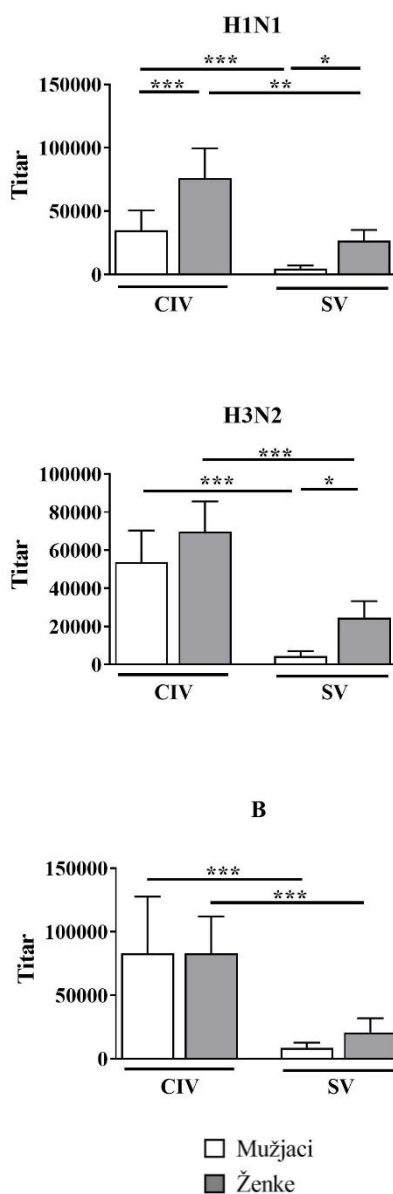 H1N1
*** *
*** **
150000
100000
50000
0
Titar
CIV SV
H3N2
***
*** *
100000
80000
60000
40000
20000
0
Titar
CIV SV
B
***
***
150000
100000
50000
0
Titar
CIV SV
Mužjaci
Ženke